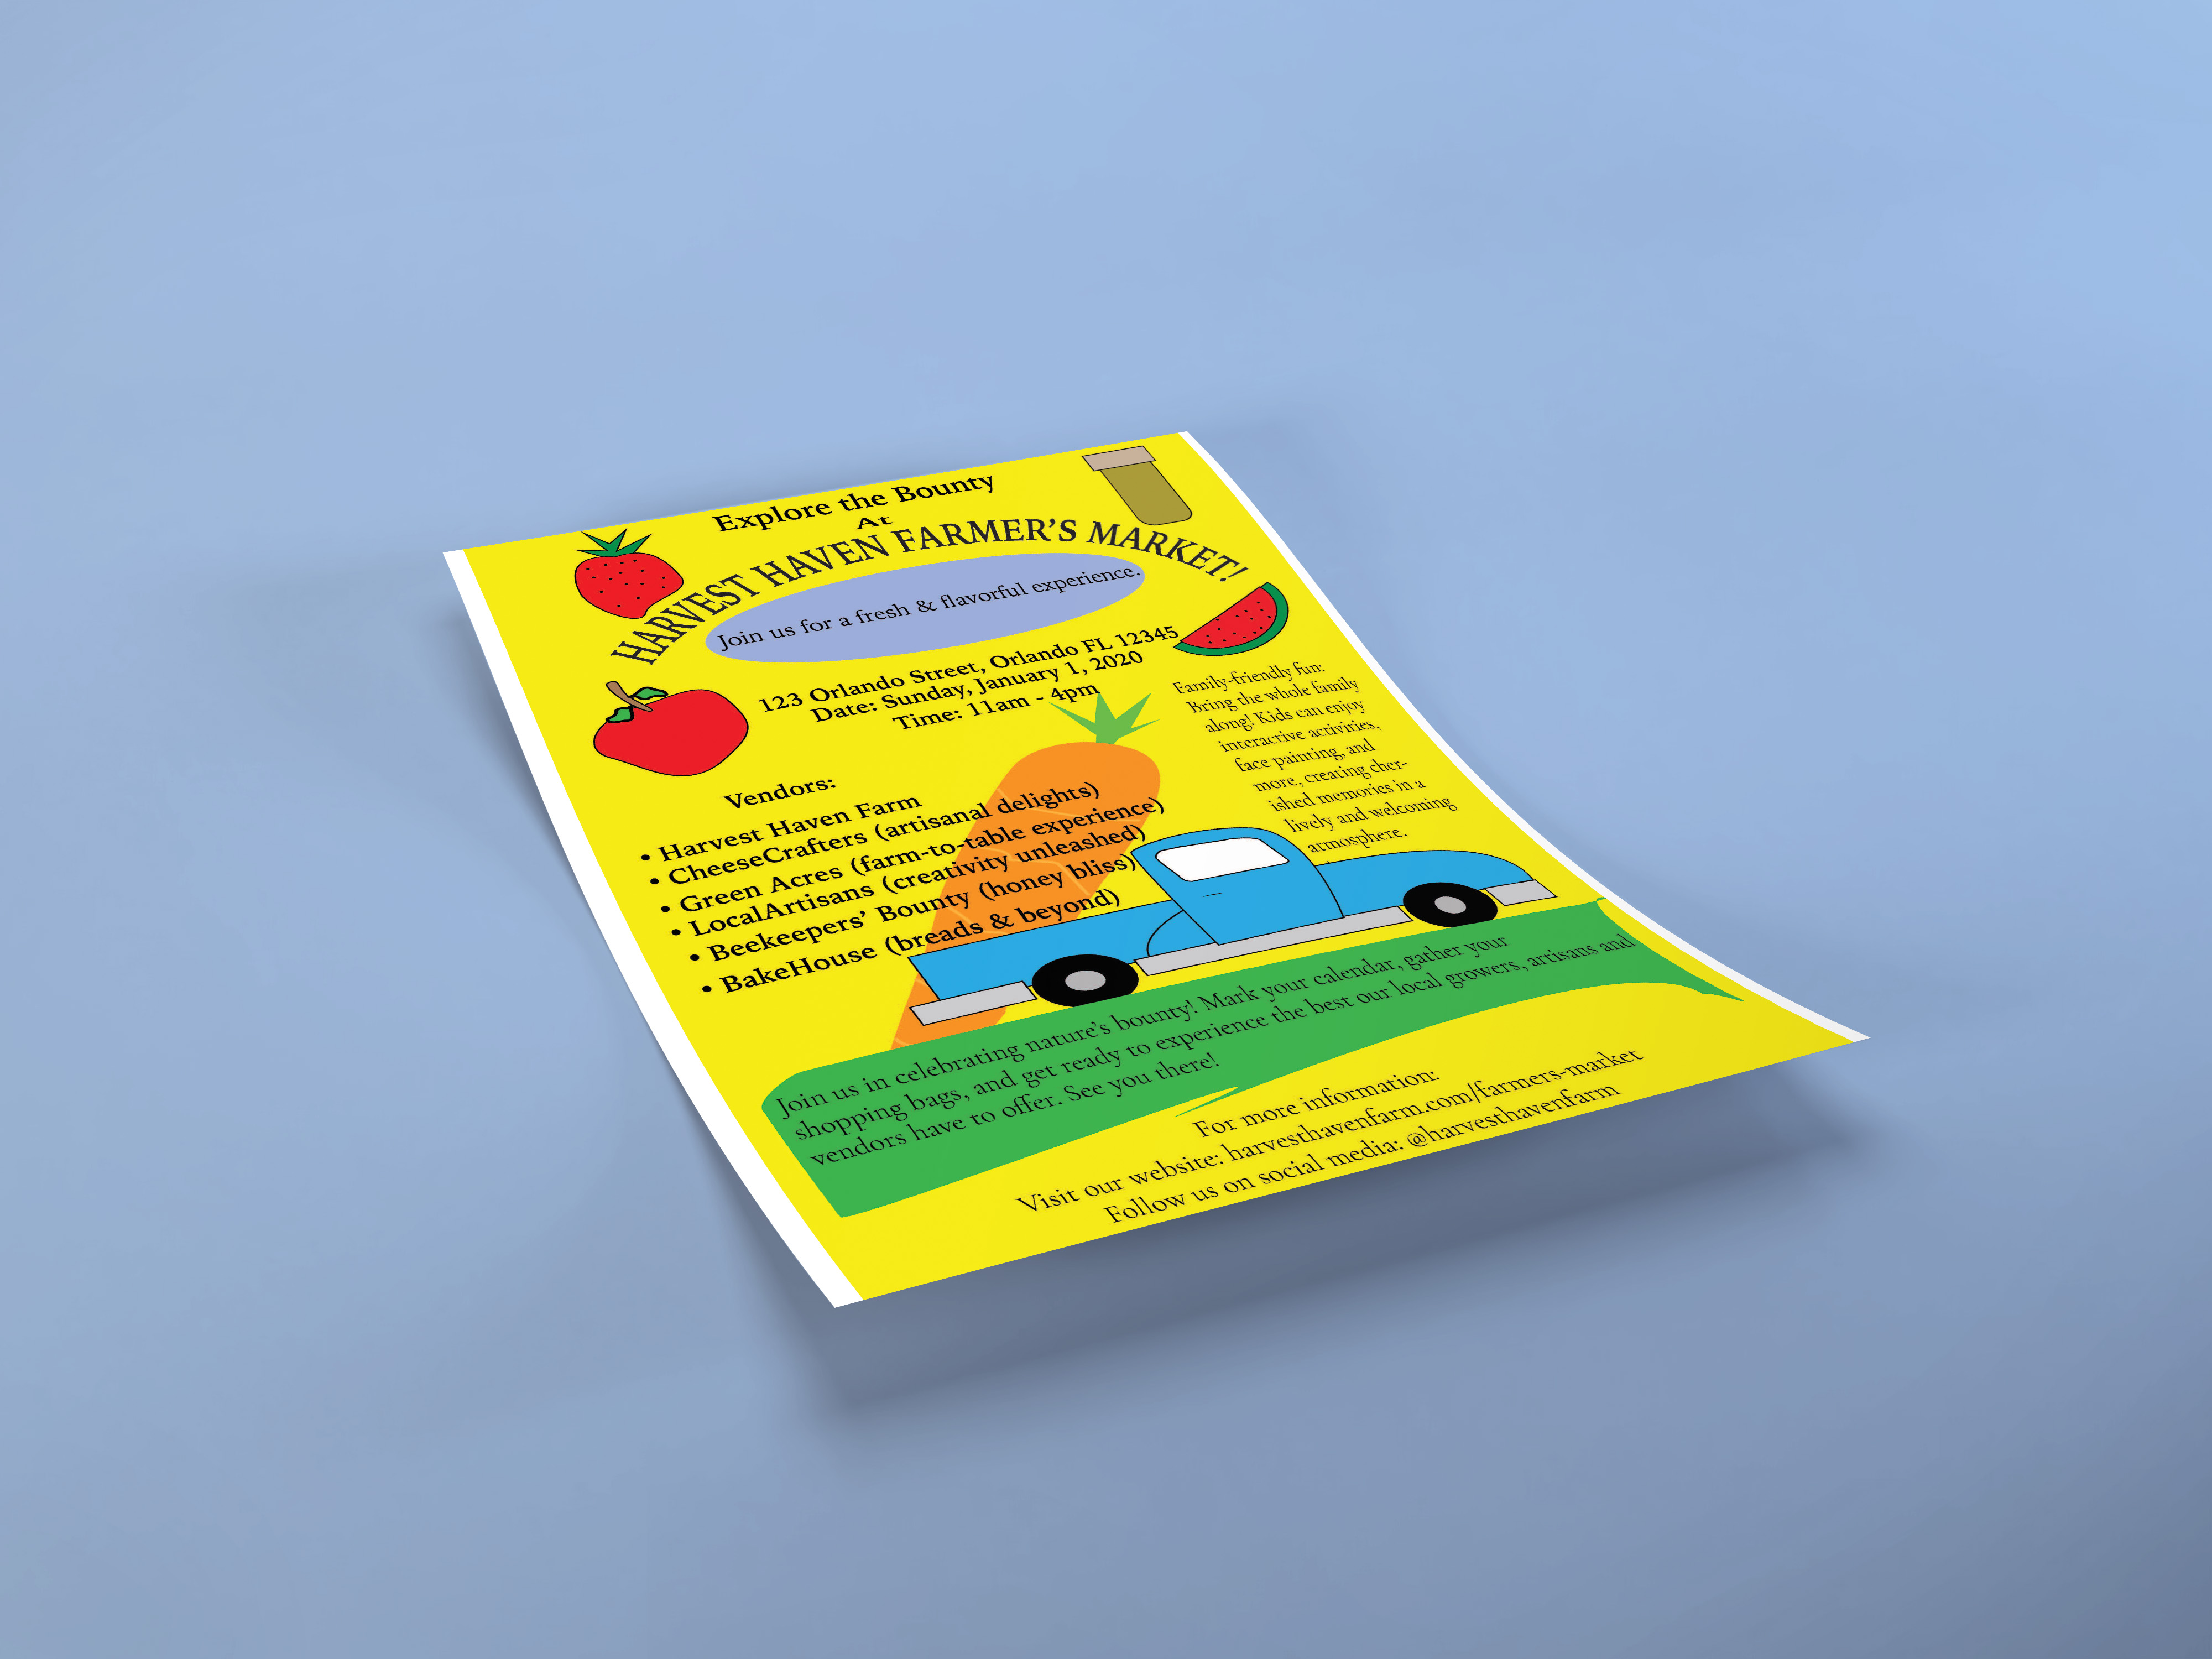 Explore the Bounty
At
HARVEST HAVEN FARMER'S MARKET!
Join us for a fresh & flavorful experience.
123 Orlando Street, Orlando FL 12345
Date: Sunday, January 1, 2020
Time: 11am - 4pm
Family-friendly fun:
Bring the whole family
along! Kids can enjoy
interactive activities,
face painting, and
more, creating cher-
ished memories in a
lively and welcoming
atmosphere.
Vendors:
• Harvest Haven Farm
• CheeseCrafters (artisanal delights)
• Green Acres (farm-to-table experience)
• LocalArtisans (creativity unleashed)
• Beekeepers' Bounty (honey bliss)
• BakeHouse (breads & beyond)
Join us in celebrating nature's bounty! Mark your calendar, gather your
shopping bags, and get ready to experience the best our local growers, artisans and
vendors have to offer. See you there!
For more information:
Visit our website: harvesthavenfarm.com/farmers-market
Follow us on social media: @harvesthavenfarm